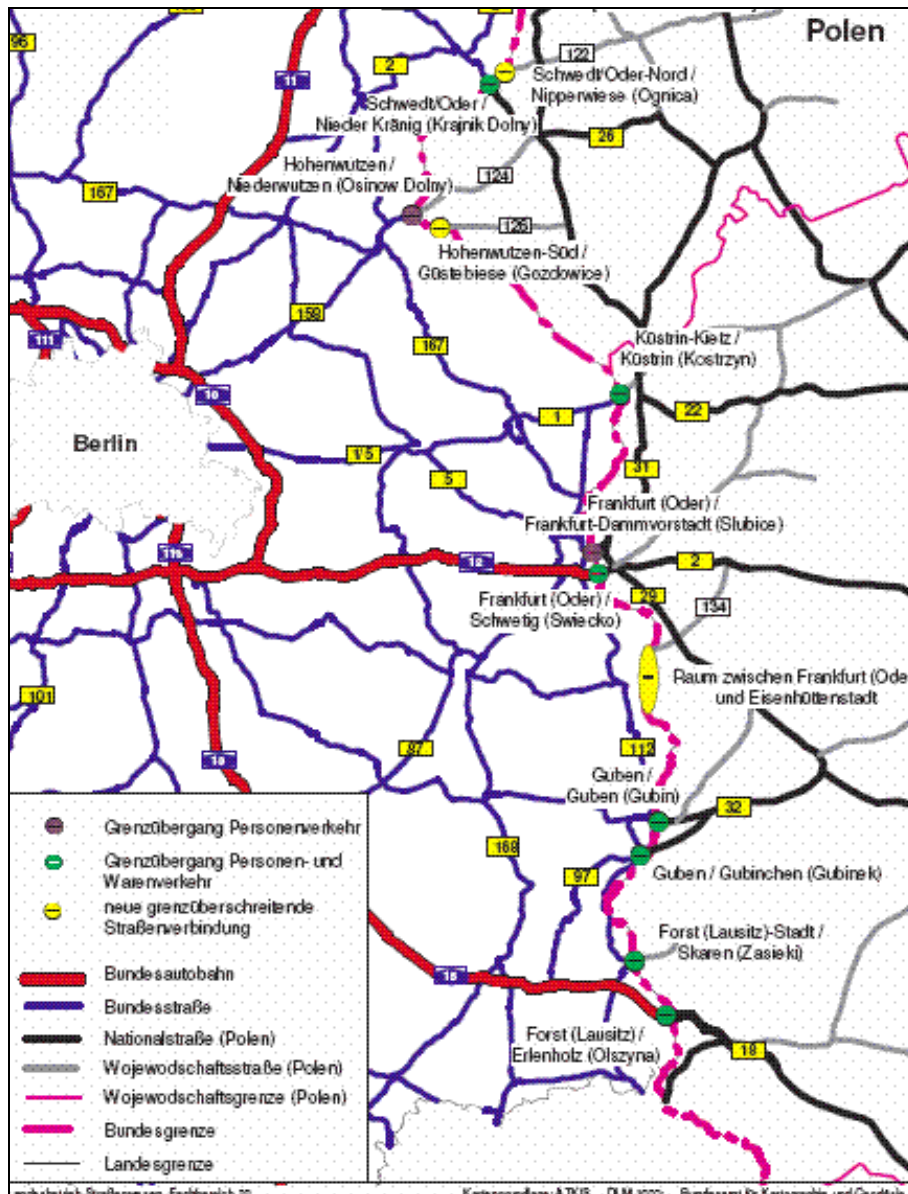 Polen
96
11
2
122
Schwedt/Oder-Nord /
Nipperwiese (Ognica)
Schwedt/Oder /
Nieder Kränig (Krajnik Dolny)
26
Hohenwutzen /
Niederwutzen (Osinow Dolny)
124
167
126
Hohenwutzen-Süd /
Güstebiese (Gozdowice)
158
111
167
Küstrin-Kietz /
Küstrin (Kostrzyn)
10
1
22
Berlin
1/5
5
31
Frankfurt (Oder) /
Frankfurt-Dammvorstadt (Slubice)
115
12
2
29
134
Frankfurt (Oder) /
Schwetig (Swiecko)
101
Raum zwischen Frankfurt (Ode
und Eisenhüttenstadt
87
112
Guben /
Guben (Gubin)
32
Grenzübergang Personenverkehr
Grenzübergang Personen- und
Warenverkehr
neue grenzüberschreitende
Straßenverbindung
97
Guben / Gubinchen (Gubinek)
Forst (Lausitz)-Stadt /
Skaren (Zasieki)
15
Forst (Lausitz) /
Erlenholz (Olszyna)
18
Bundesautobahn
Bundesstraße
Nationalstraße (Polen)
Wojewodschaftsstraße (Polen)
Wojewodschaftsgrenze (Polen)
Bundesgrenze
Landesgrenze